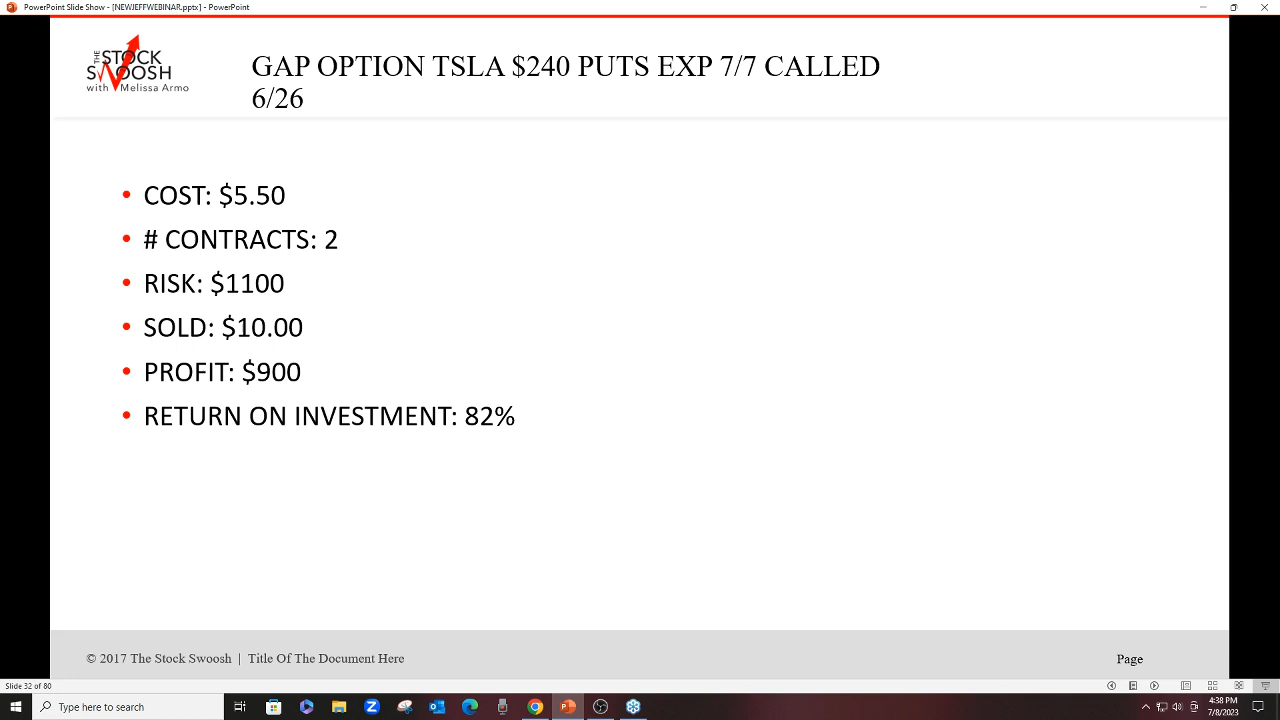 PowerPoint Slide Show - [NEWJEFFWEBINAR.pptx] - PowerPoint
THE
STOCK
SWOOSH
with Melissa Armo
GAP OPTION TSLA $240 PUTS EXP 7/7 CALLED
6/26
• COST: $5.50
• # CONTRACTS: 2
• RISK: $1100
• SOLD: $10.00
• PROFIT: $900
• RETURN ON INVESTMENT: 82%
© 2017 The Stock Swoosh | Title Of The Document Here
Page
Slide 32 of 80
Type here to search
4:38 PM
7/8/2023